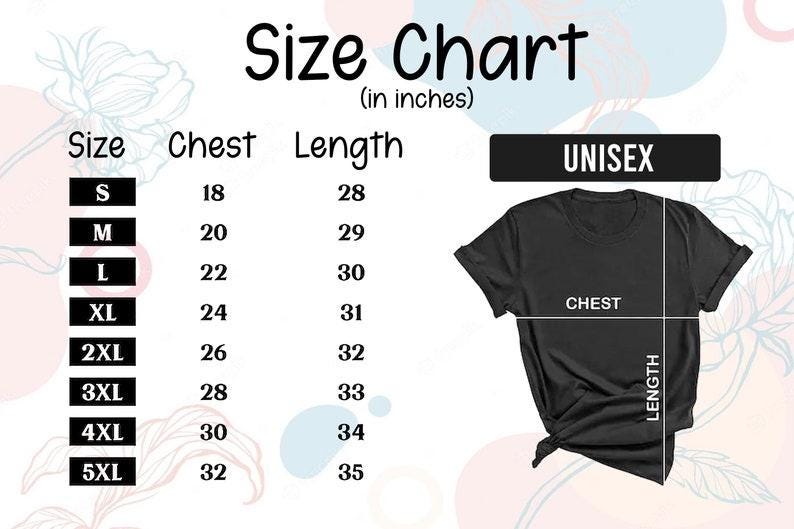 Size Chart
(in inches)
Size Chest Length
S 18 28
M 20 29
L 22 30
XL 24 31
2XL 26 32
3XL 28 33
4XL 30 34
5XL 32 35
UNISEX
CHEST
LENGTH